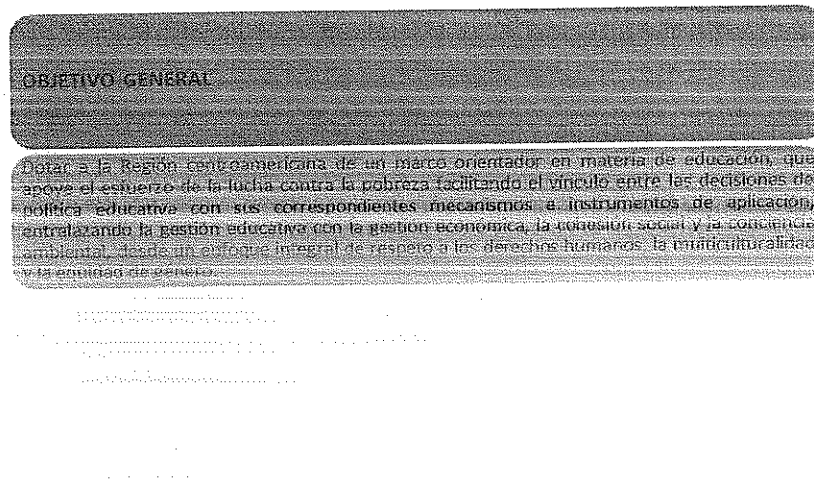 OBJETIVO GENERAL
Dotar a la Región centroamericana de un marco orientador en materia de educación, que
apoye el esfuerzo de la lucha contra la pobreza facilitando el vínculo entre las decisiones de
política educativa con sus correspondientes mecanismos e instrumentos de aplicación,
entrelazando la gestión educativa con la gestión económica, la cohesión social y la conciencia
ambiental, desde un enfoque integral de respeto a los derechos humanos, la multiculturalidad
y la equidad de género.